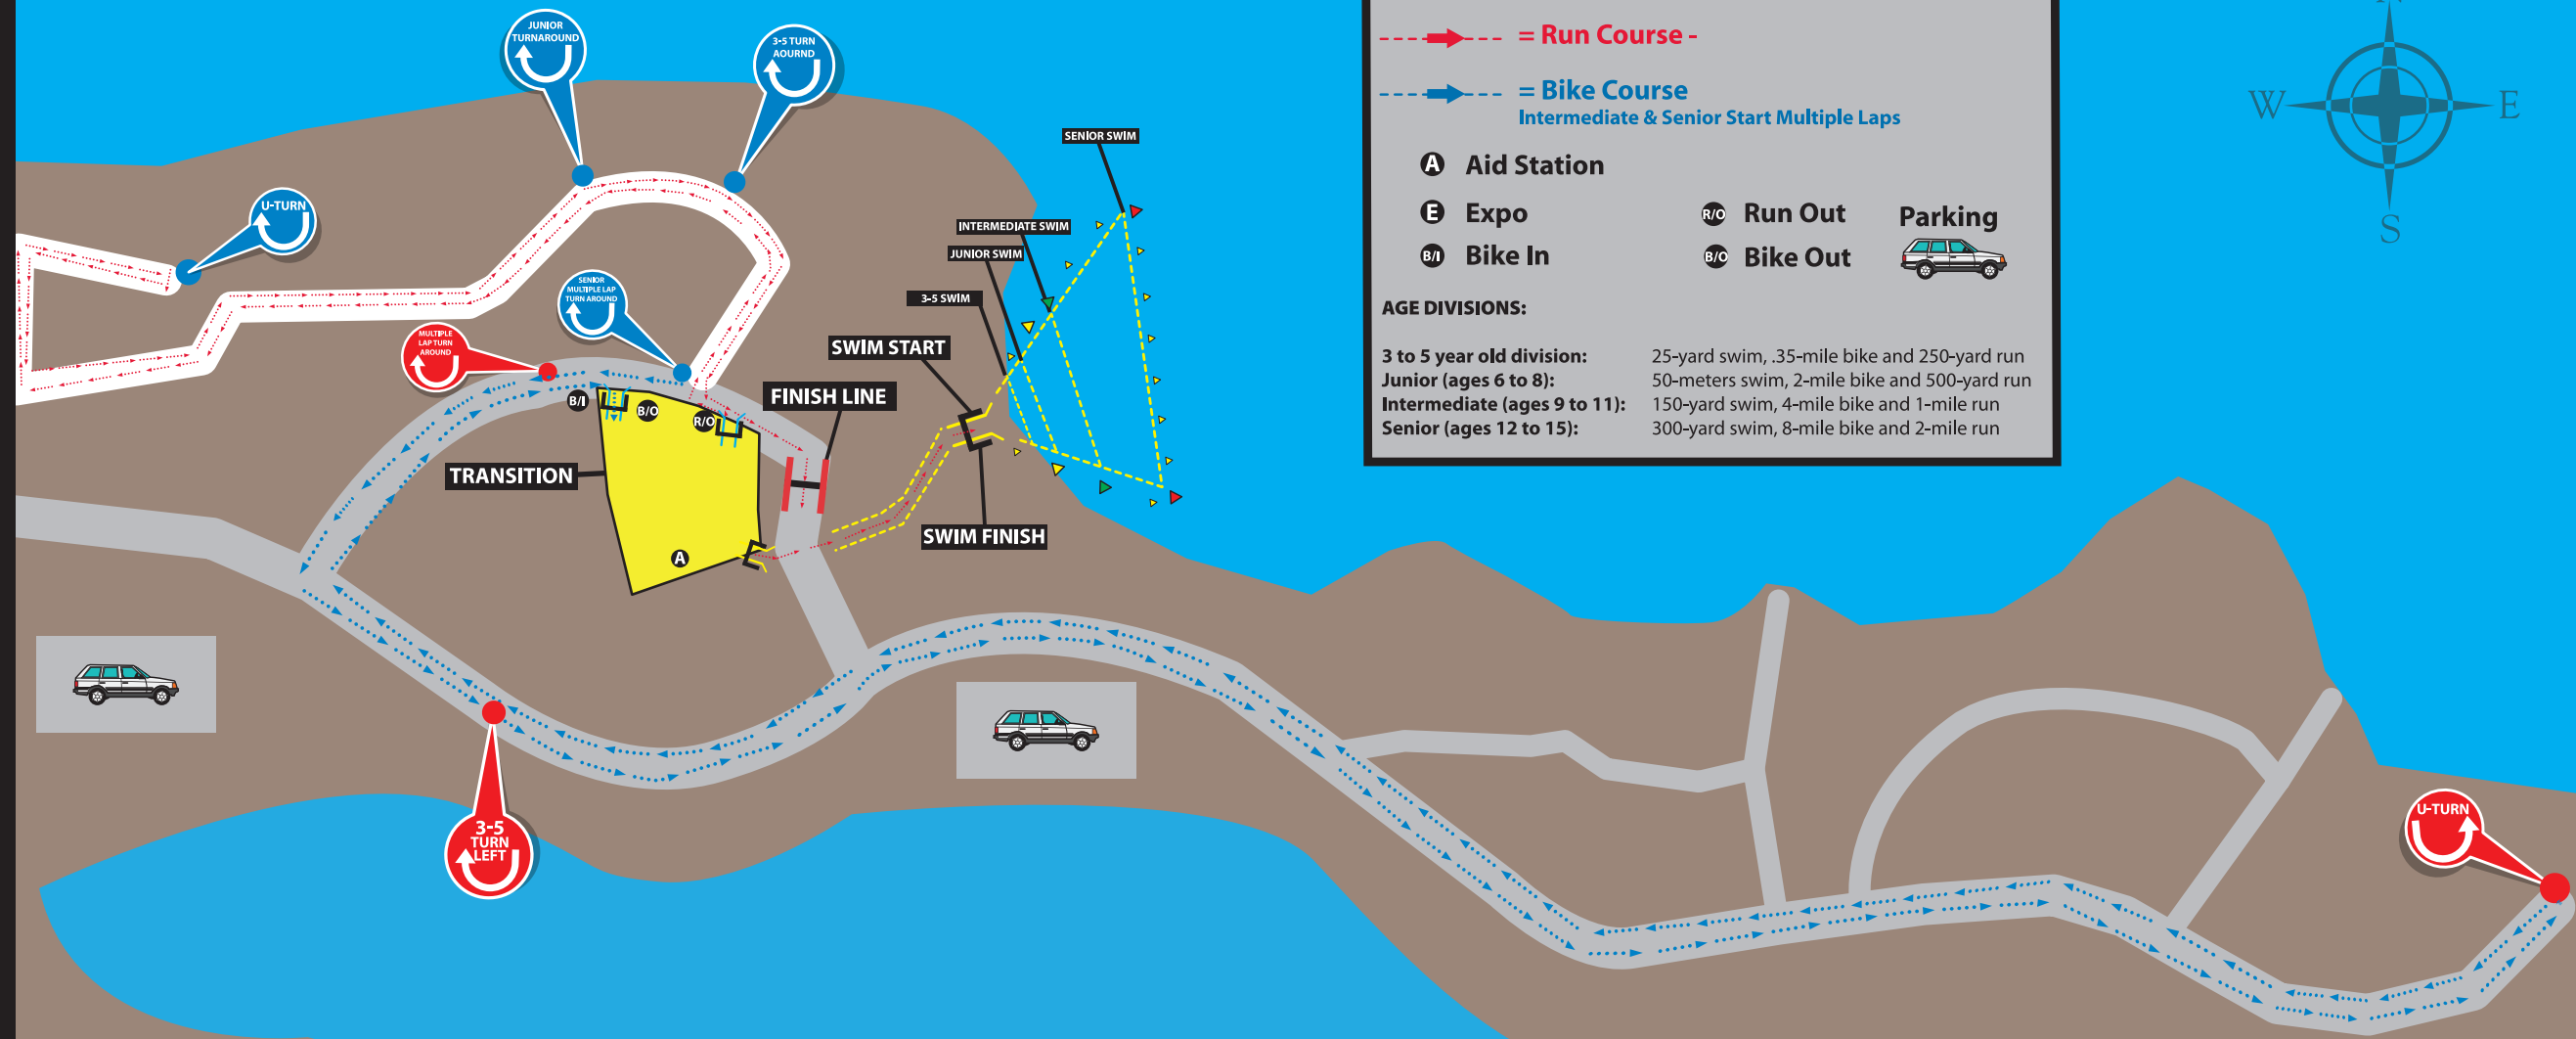 JUNIOR
TURNAROUND
3-5 TURN
AOURND
U-TURN
SENIOR
MULTIPLE LAP
TURN AROUND
MULTIPLE
LAP TURN
AROUND
SENIOR SWIM
INTERMEDIATE SWIM
JUNIOR SWIM
3-5 SWIM
SWIM START
FINISH LINE
B/I
B/O
R/O
TRANSITION
SWIM FINISH
A
3-5
TURN
LEFT
U-TURN
= Run Course -
= Bike Course
Intermediate & Senior Start Multiple Laps
A Aid Station
E Expo
R/O Run Out
Parking
B/I Bike In
B/O Bike Out
AGE DIVISIONS:
3 to 5 year old division: 25-yard swim, .35-mile bike and 250-yard run
Junior (ages 6 to 8): 50-meters swim, 2-mile bike and 500-yard run
Intermediate (ages 9 to 11): 150-yard swim, 4-mile bike and 1-mile run
Senior (ages 12 to 15): 300-yard swim, 8-mile bike and 2-mile run
N
W
E
S